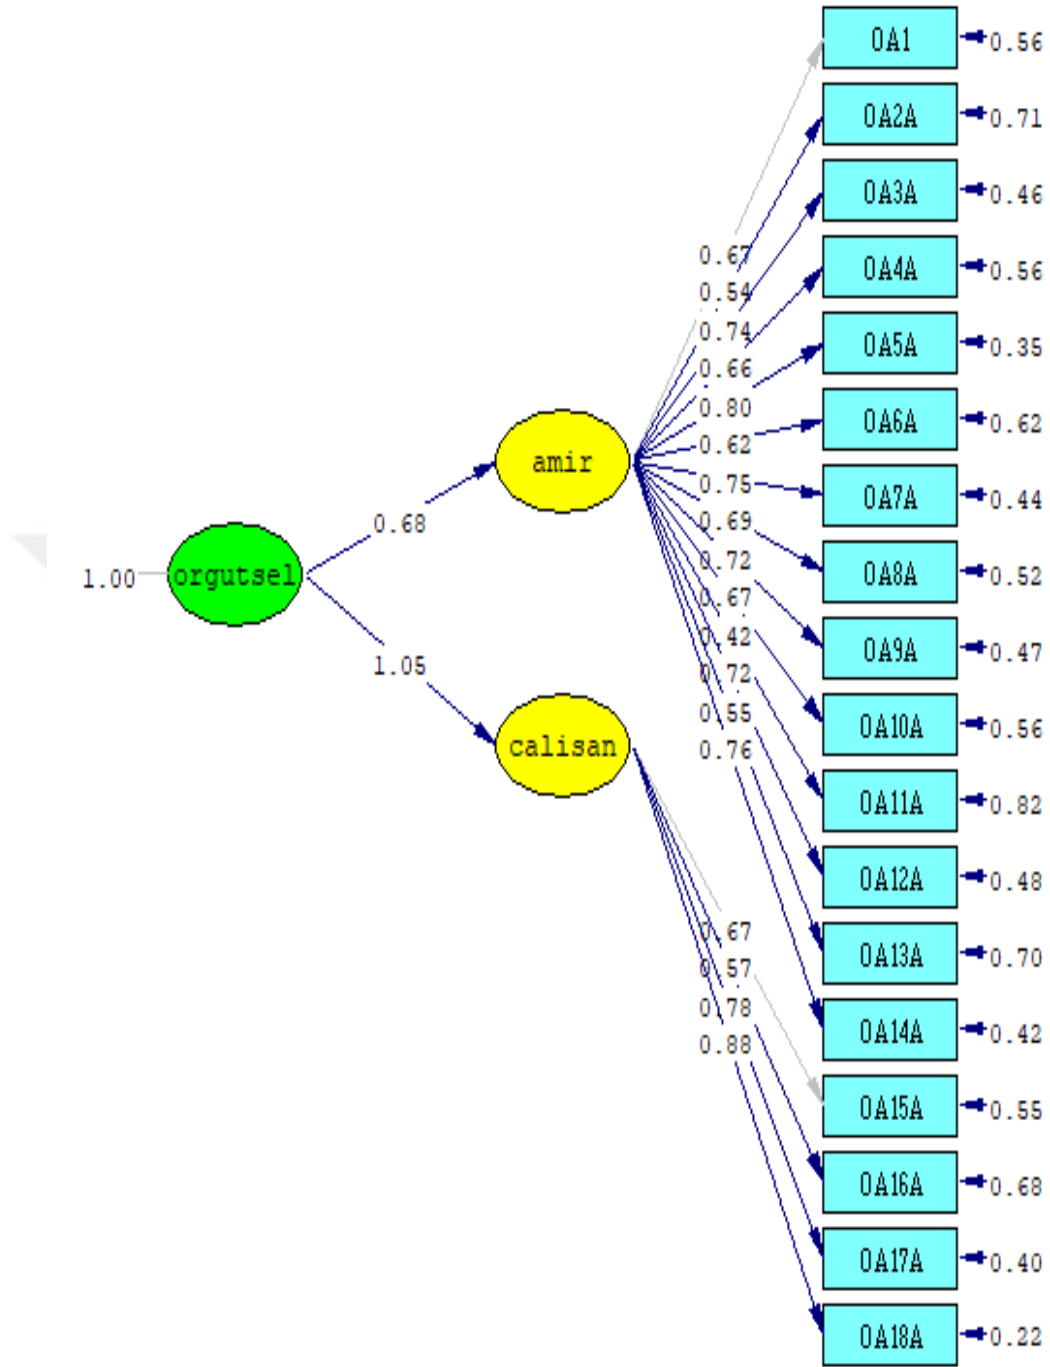 OA1
0.56
OA2A
0.71
OA3A
0.46
OA4A
0.56
OA5A
0.35
OA6A
0.62
OA7A
0.44
OA8A
0.52
OA9A
0.47
OA10A
0.56
OA11A
0.82
OA12A
0.48
OA13A
0.70
OA14A
0.42
OA15A
0.55
OA16A
0.68
OA17A
0.40
OA18A
0.22
0.67
0.54
0.74
0.66
0.80
0.62
0.75
0.69
0.72
0.67
0.42
0.72
0.55
0.76
amir
0.68
1.00
orgutsel
1.05
calisan
0.67
0.57
0.78
0.88